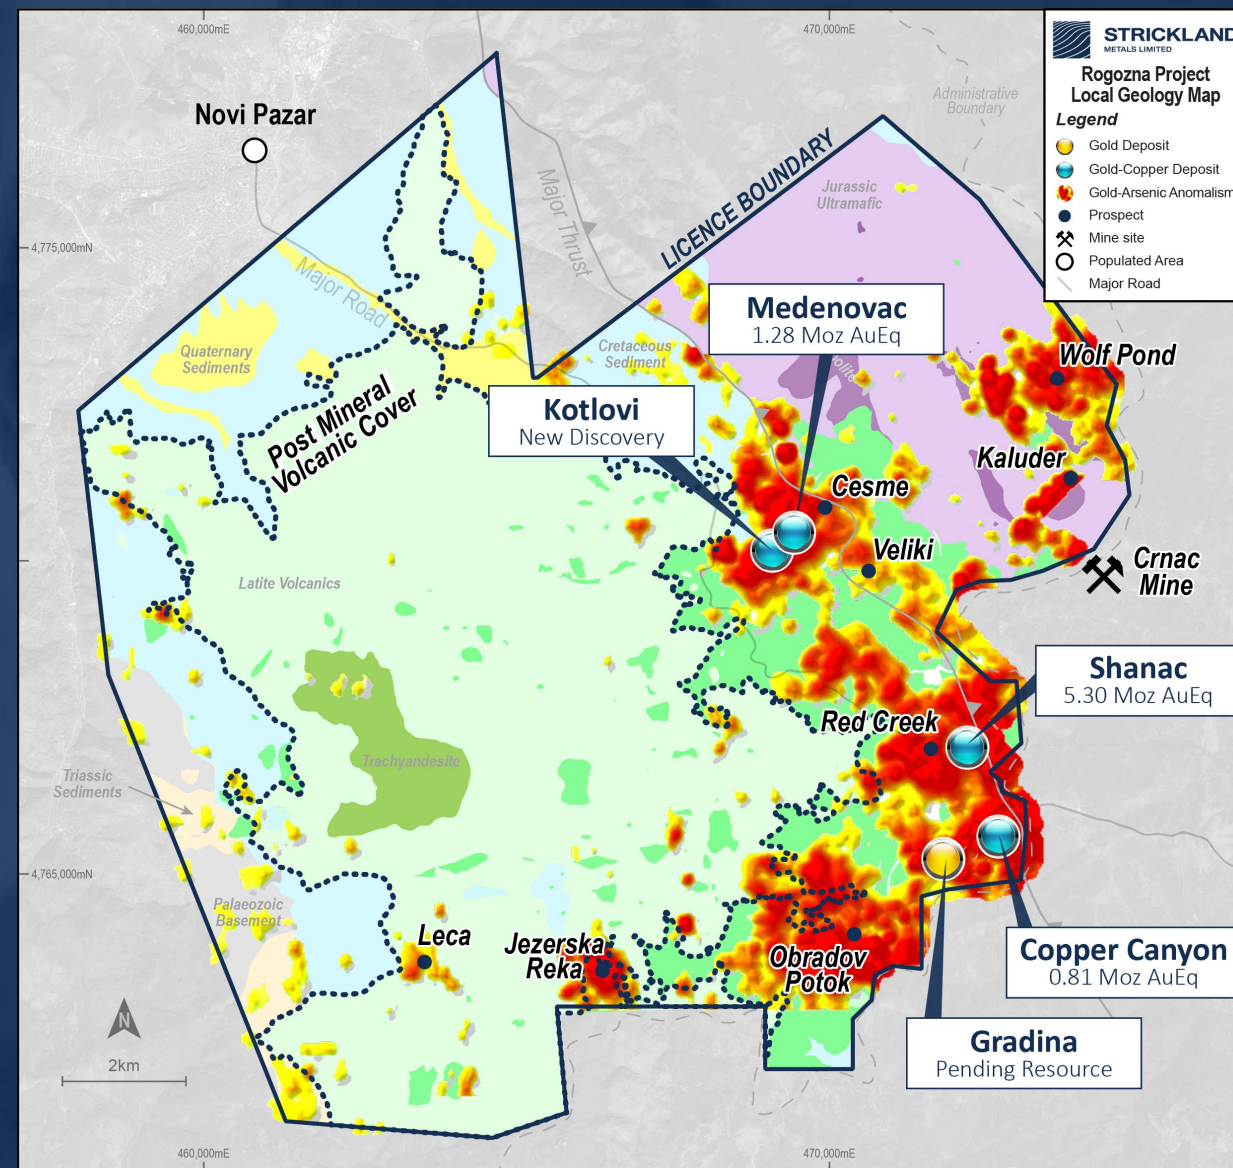 460,000mE
470,000mE
STRICKLAND
METALS LIMITED
Rogozna Project
Local Geology Map
Legend
Gold Deposit
Gold-Copper Deposit
Gold-Arsenic Anomalism
Prospect
Mine site
Populated Area
Major Road
Administrative
Boundary
Novi Pazar
LICENCE BOUNDARY
Jurassic
Ultramafic
Major Thrust
4,775,000mN
Major Road
Medenovac
1.28 Moz AuEq
Quaternary
Sediments
Cretaceous
Sediment
Wolf Pond
Post Mineral
Volcanic Cover
Kotlovi
New Discovery
Kaluder
Cesme
Veliki
Crnac
Mine
Latite Volcanics
Shanac
5.30 Moz AuEq
Red Creek
Trachyandesite
Triassic
Sediments
4,765,000mN
Palaeozoic
Basement
Leca
Jezerska
Reka
Obradov
Potok
Copper Canyon
0.81 Moz AuEq
N
2km
Gradina
Pending Resource
460,000mE
470,000mE